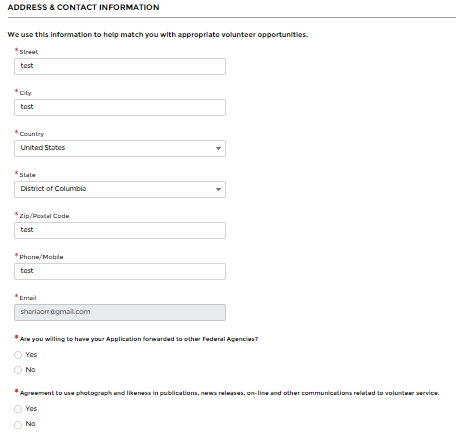 ADDRESS & CONTACT INFORMATION
We use this information to help match you with appropriate volunteer opportunities.
* Street
test
* City
test
* Country
United States
* State
District of Columbia
* Zip/Postal Code
test
* Phone/Mobile
test
* Email
shariaorr@gmail.com
* Are you willing to have your Application forwarded to other Federal Agencies?
Yes
No
* Agreement to use photograph and likeness in publications, news releases, on-line and other communications related to volunteer service.
Yes
No